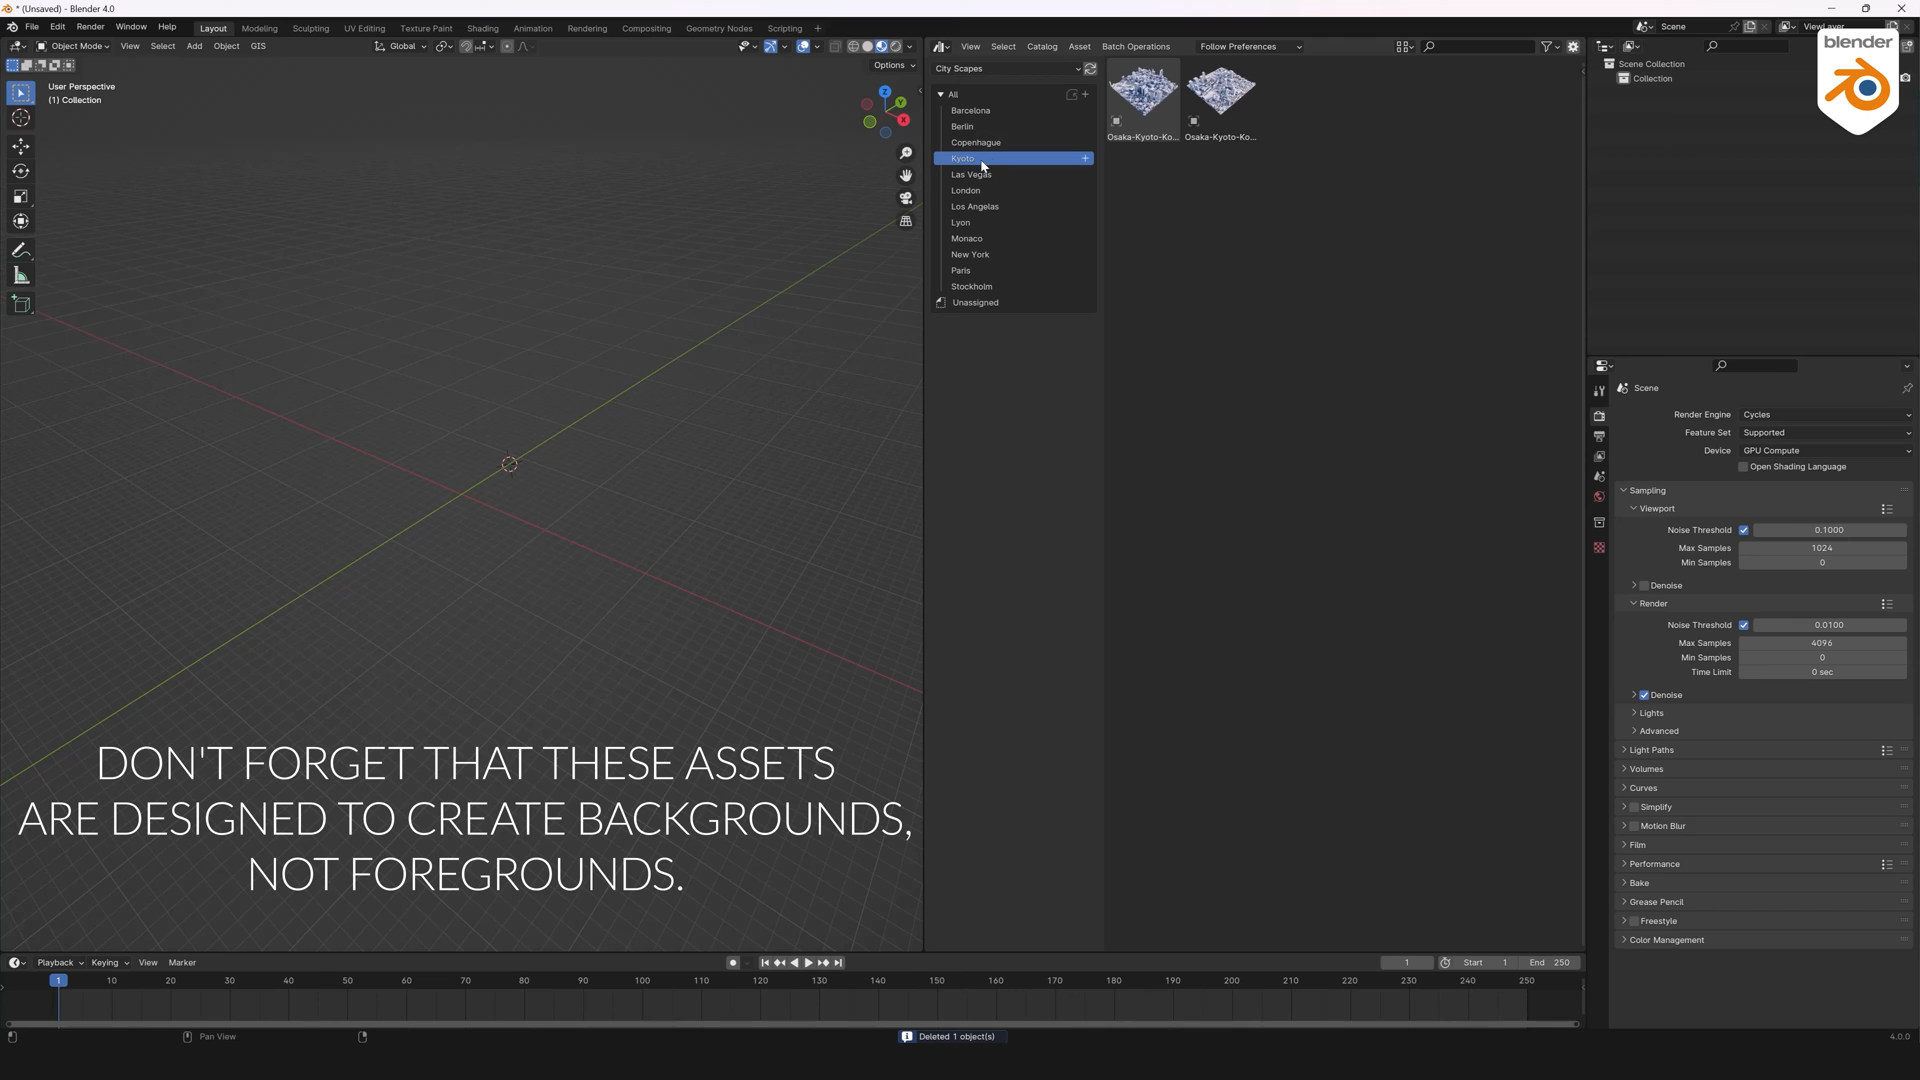 * (Unsaved) - Blender 4.0
File Edit Render Window Help Layout Modeling Sculpting UV Editing Texture Paint Shading Animation Rendering Compositing Geometry Nodes Scripting +
Scene
ViewLayer
Object Mode View Select Add Object GIS Global
View Select Catalog Asset Batch Operations Follow Preferences
Options
User Perspective
(1) Collection
Z
Y
X
City Scapes
All
Barcelona
Berlin
Copenhague
Kyoto
Las Vegas
London
Los Angelas
Lyon
Monaco
New York
Paris
Stockholm
Unassigned
Osaka-Kyoto-Ko... Osaka-Kyoto-Ko...
blender
Scene Collection
Collection
Scene
Render Engine Cycles
Feature Set Supported
Device GPU Compute
Open Shading Language
Sampling
Viewport
Noise Threshold 0.1000
Max Samples 1024
Min Samples 0
Denoise
Render
Noise Threshold 0.0100
Max Samples 4096
Min Samples 0
Time Limit 0 sec
Denoise
Lights
Advanced
Light Paths
Volumes
Curves
Simplify
Motion Blur
Film
Performance
Bake
Grease Pencil
Freestyle
Color Management
DON'T FORGET THAT THESE ASSETS
ARE DESIGNED TO CREATE BACKGROUNDS,
NOT FOREGROUNDS.
Playback Keying View Marker 1 Start 1 End 250
1 10 20 30 40 50 60 70 80 90 100 110 120 130 140 150 160 170 180 190 200 210 220 230 240 250
Pan View
Deleted 1 object(s)
4.0.0